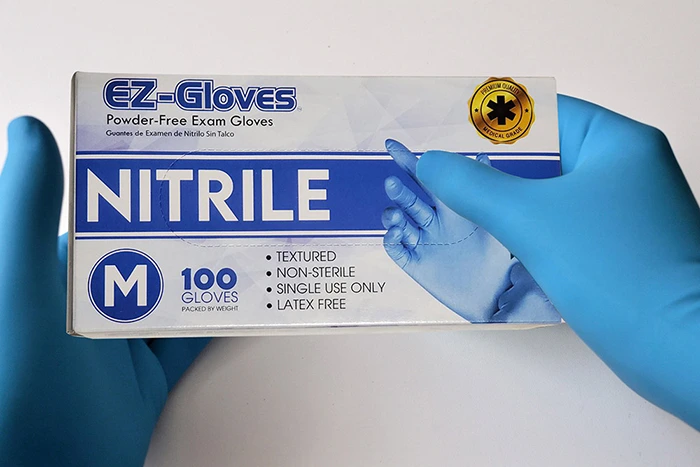 EZ-Gloves
Powder-Free Exam Gloves
Guantes de Examen de Nitrilo Sin Talco
PREMIUM QUALITY
MEDICAL GRADE
NITRILE
M
100
GLOVES
PACKED BY WEIGHT
• TEXTURED
• NON-STERILE
• SINGLE USE ONLY
• LATEX FREE